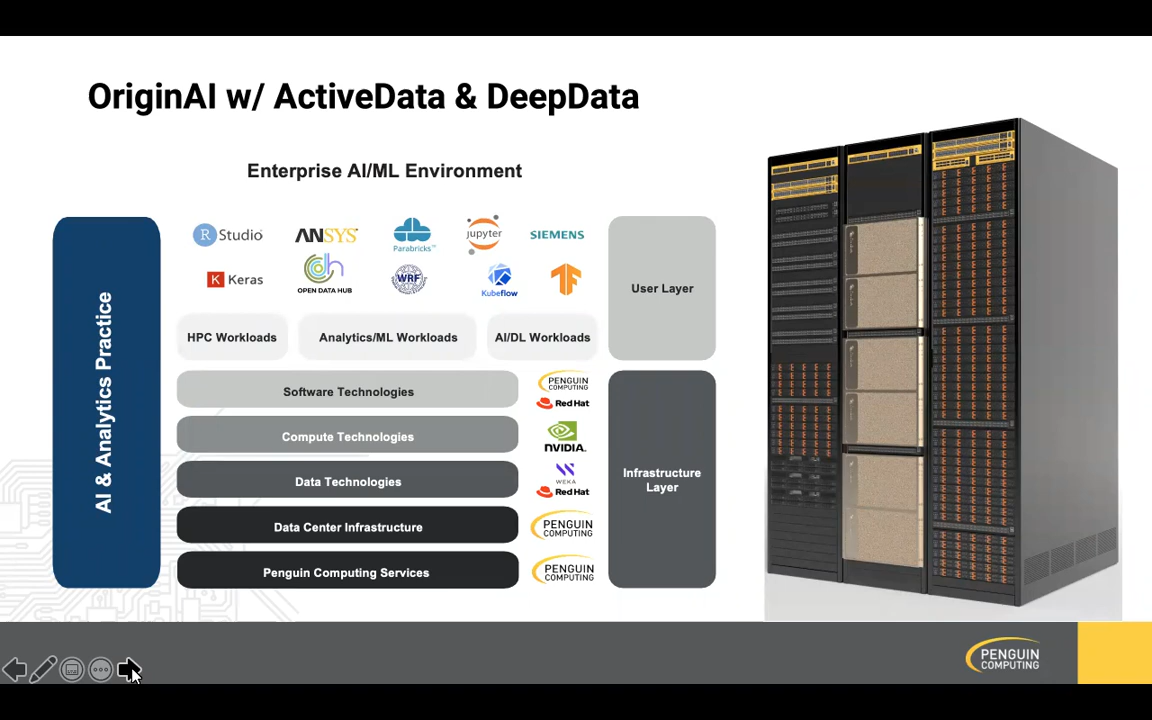 OriginAI w/ ActiveData & DeepData
Enterprise AI/ML Environment
AI & Analytics Practice
R Studio
ANSYS
Parabricks™
jupyter
SIEMENS
K Keras
OPEN DATA HUB
WRF
Kubeflow
HPC Workloads
Analytics/ML Workloads
AI/DL Workloads
User Layer
Software Technologies
PENGUIN
COMPUTING
Red Hat
Compute Technologies
NVIDIA.
Data Technologies
WEKA
Red Hat
Data Center Infrastructure
PENGUIN
COMPUTING
Penguin Computing Services
PENGUIN
COMPUTING
Infrastructure
Layer
PENGUIN
COMPUTING